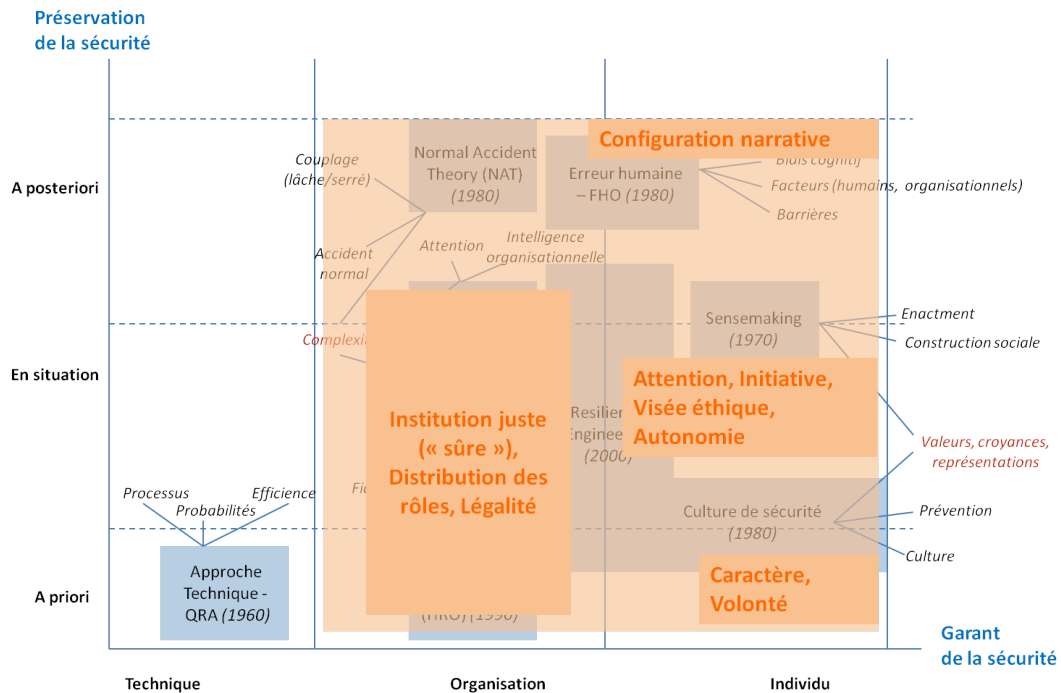 Préservation
de la sécurité
A posteriori
En situation
A priori
Configuration narrative
Normal Accident
Theory (NAT)
(1980)
Erreur humaine
– FHO (1980)
Couplage
(lâche/serré)
Accident
normal
Biais cognitif
Facteurs (humains, organisationnels)
Barrières
Attention
Intelligence
organisationnelle
Sensemaking
(1970)
Enactment
Construction sociale
Attention, Initiative,
Visée éthique,
Autonomie
Institution juste
(« sûre »),
Distribution des
rôles, Légalité
(2000)
Valeurs, croyances,
représentations
Processus
Probabilités
Efficience
Culture de sécurité
(1980)
Prévention
Culture
Approche
Technique -
QRA (1960)
(HRO) (1990)
Caractère,
Volonté
Garant
de la sécurité
Technique
Organisation
Individu